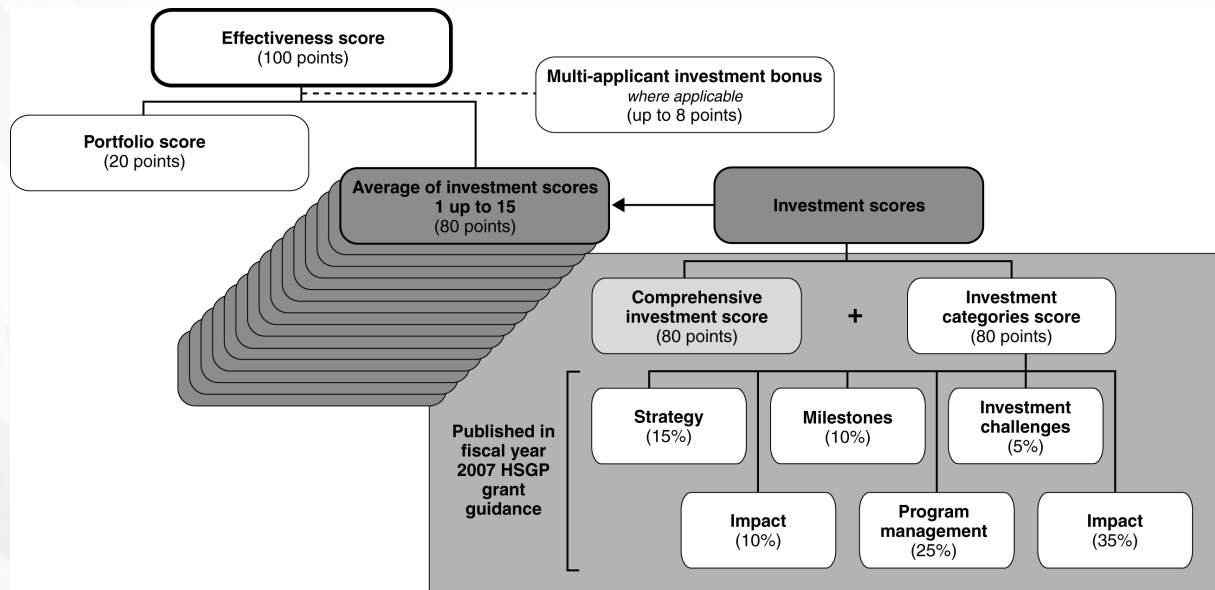 Effectiveness score
(100 points)
Multi-applicant investment bonus
where applicable
(up to 8 points)
Portfolio score
(20 points)
Average of investment scores
1 up to 15
(80 points)
Investment scores
Comprehensive
investment score
(80 points)
+
Investment
categories score
(80 points)
Published in
fiscal year
2007 HSGP
grant
guidance
Strategy
(15%)
Milestones
(10%)
Investment
challenges
(5%)
Impact
(10%)
Program
management
(25%)
Impact
(35%)